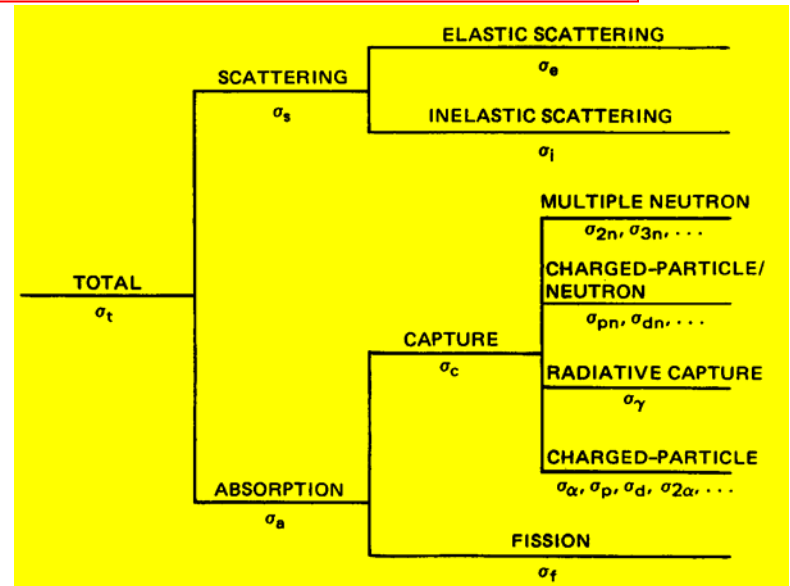 ELASTIC SCATTERING
σe
SCATTERING
σs
INELASTIC SCATTERING
σi
MULTIPLE NEUTRON
σ2n, σ3n, . . .
TOTAL
σt
CHARGED-PARTICLE/
NEUTRON
σpn, σdn, . . .
CAPTURE
σc
RADIATIVE CAPTURE
σγ
CHARGED-PARTICLE
σα, σp, σd, σ2α, . . .
ABSORPTION
σa
FISSION
σf